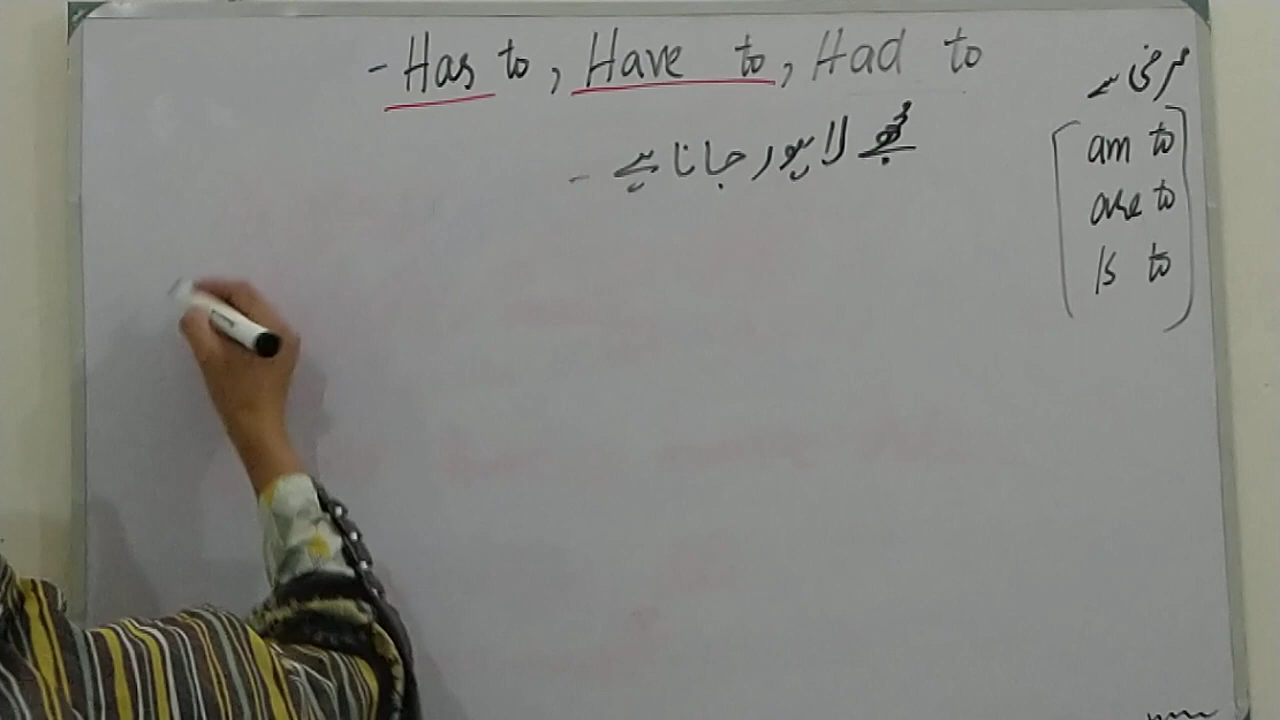 - Has to, Have to, Had to
مجھے لاہور جانا ہے -
مرضی سے
am to
are to
Is to